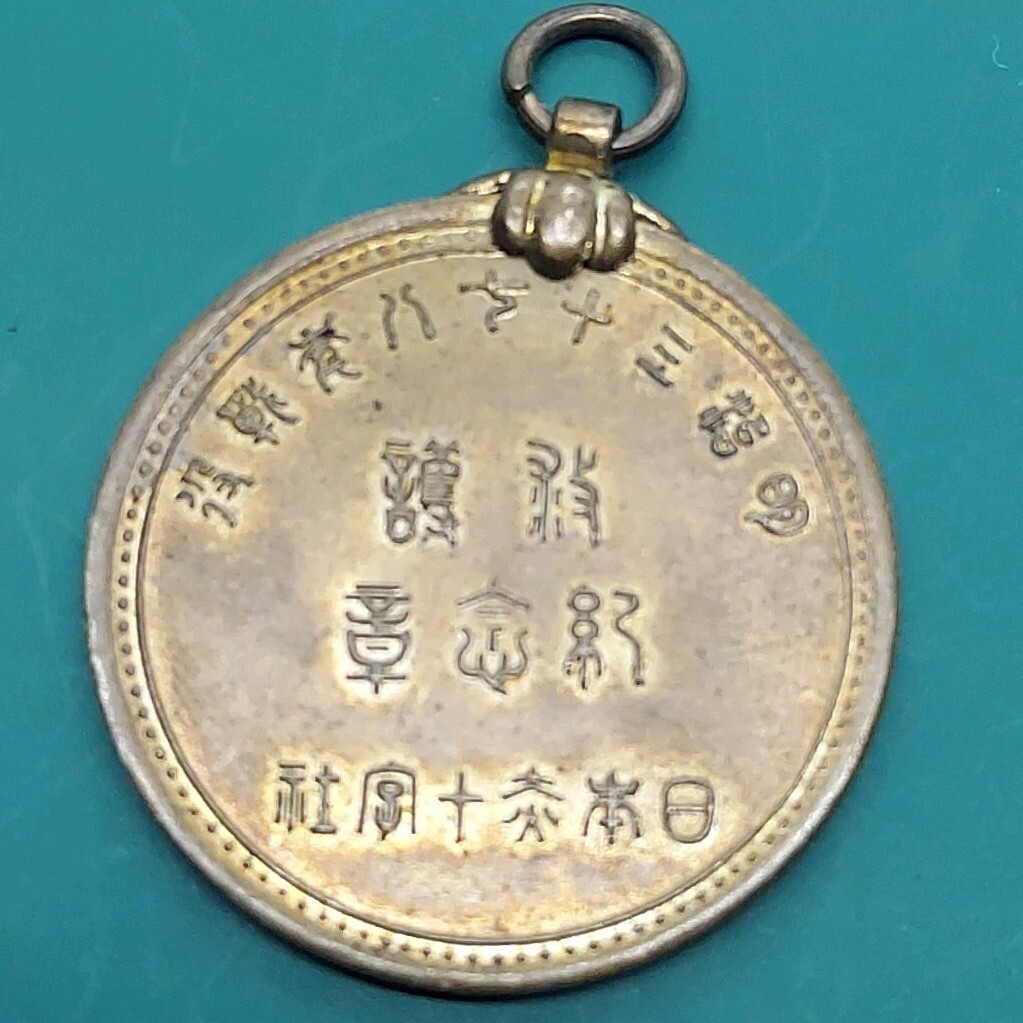 明治三十七八年戰役
救護
紀念章
日本赤十字社